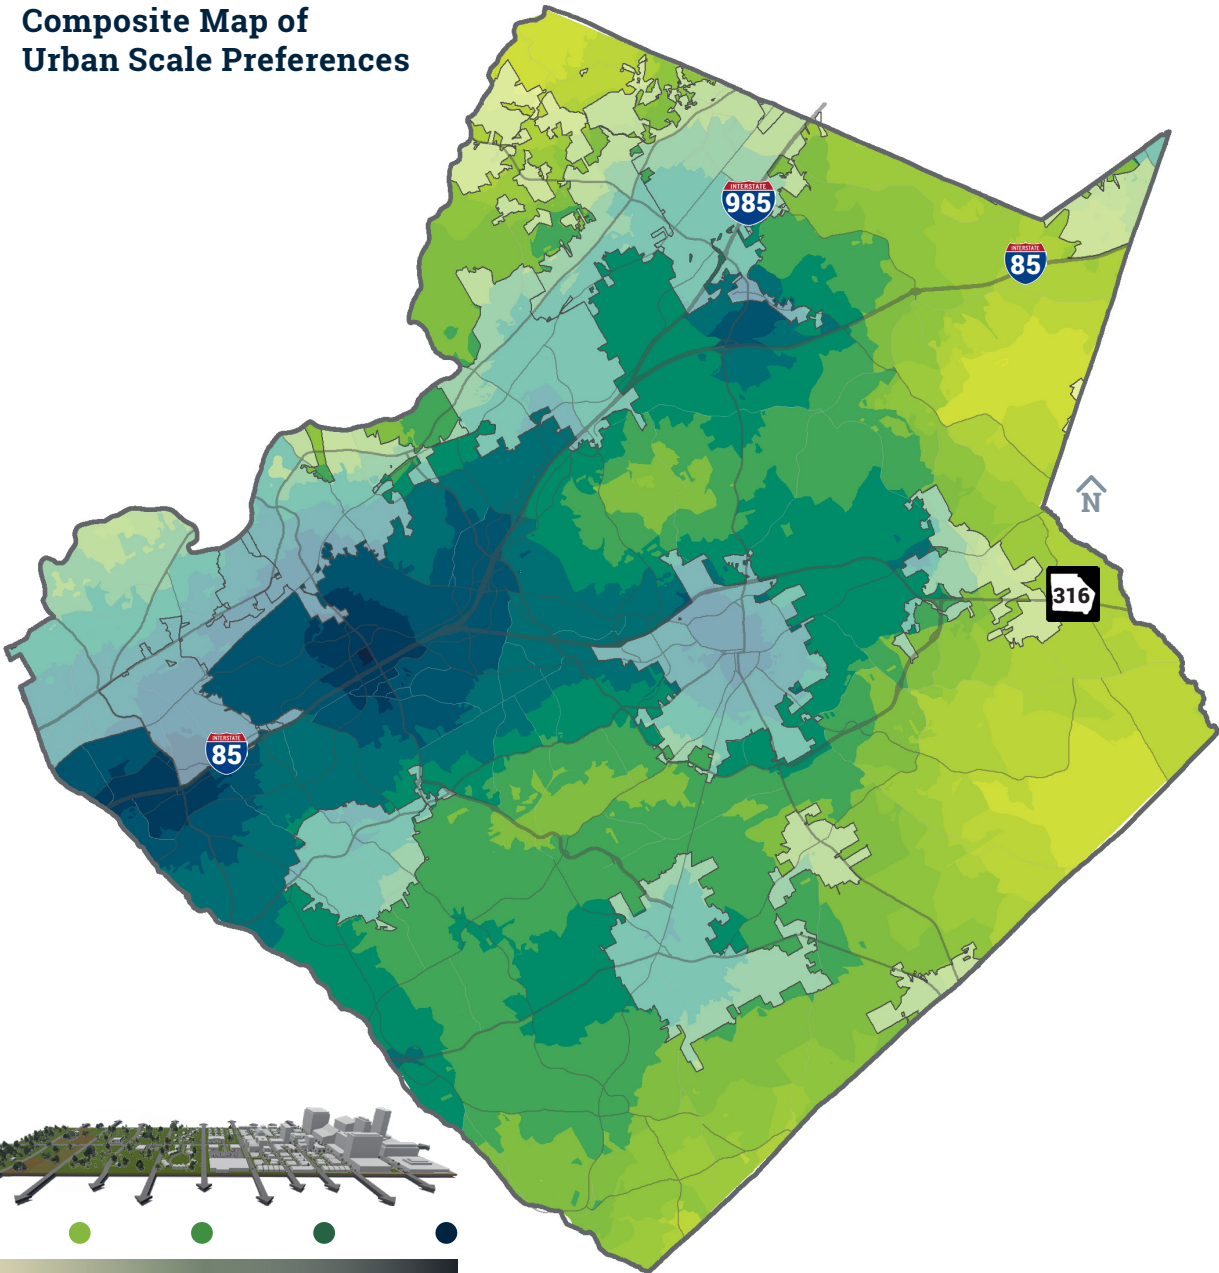 Composite Map of
Urban Scale Preferences
INTERSTATE
985
INTERSTATE
85
N
316
INTERSTATE
85